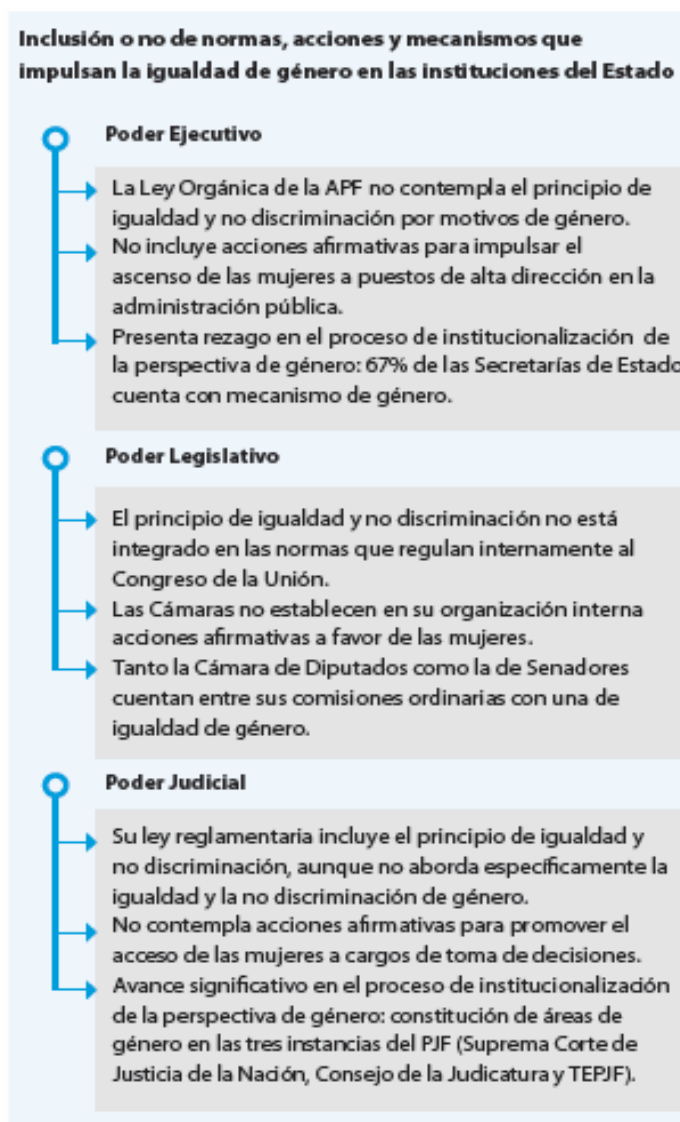 Inclusión o no de normas, acciones y mecanismos que
impulsan la igualdad de género en las instituciones del Estado
Poder Ejecutivo
La Ley Orgánica de la APF no contempla el principio de
igualdad y no discriminación por motivos de género.
No incluye acciones afirmativas para impulsar el
ascenso de las mujeres a puestos de alta dirección en la
administración pública.
Presenta rezago en el proceso de institucionalización de
la perspectiva de género: 67% de las Secretarías de Estado
cuenta con mecanismo de género.
Poder Legislativo
El principio de igualdad y no discriminación no está
integrado en las normas que regulan internamente al
Congreso de la Unión.
Las Cámaras no establecen en su organización interna
acciones afirmativas a favor de las mujeres.
Tanto la Cámara de Diputados como la de Senadores
cuentan entre sus comisiones ordinarias con una de
igualdad de género.
Poder Judicial
Su ley reglamentaria incluye el principio de igualdad y
no discriminación, aunque no aborda específicamente la
igualdad y la no discriminación de género.
No contempla acciones afirmativas para promover el
acceso de las mujeres a cargos de toma de decisiones.
Avance significativo en el proceso de institucionalización
de la perspectiva de género: constitución de áreas de
género en las tres instancias del PJF (Suprema Corte de
Justicia de la Nación, Consejo de la Judicatura y TEPJF).